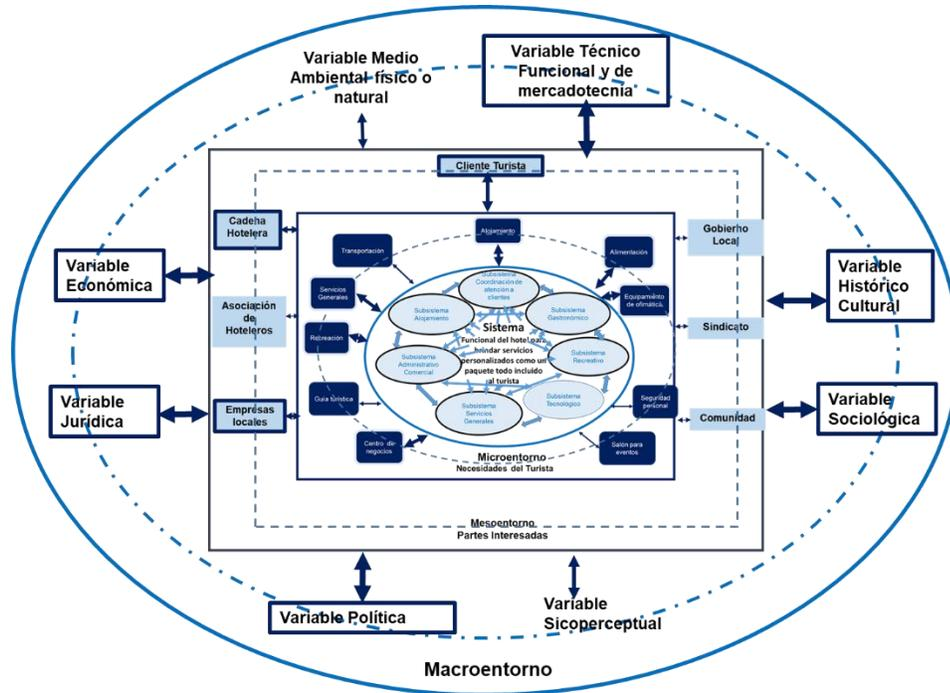 Variable Medio
Ambiental físico o
natural
Variable Técnico
Funcional y de
mercadotecnia
Cliente Turista
Cadena
Hotelera
Gobierno
Local
Alojamiento
Transportación
Alimentación
Variable
Económica
Variable
Histórico
Cultural
Servicios
Generales
Equipamiento
de ofimática.
Subsistema
Coordinación de
atención a
clientes
Subsistema
Alojamiento
Subsistema
Gastronómico
Asociación
de
Hoteleros
Sindicato
Recreación
Sistema
Funcional del hotel para
brindar servicios
personalizados como un
paquete todo incluido
al turista
Subsistema
Administrativo
Comercial
Subsistema
Recreativo
Variable
Jurídica
Variable
Sociológica
Empresas
locales
Comunidad
Guía turística
Seguridad
personal
Subsistema
Servicios
Generales
Subsistema
Tecnológico
Centro de
negocios
Salón para
eventos
Microentorno
Necesidades del Turista
Mesoentorno
Partes Interesadas
Variable Política
Variable
Sicoperceptual
Macroentorno